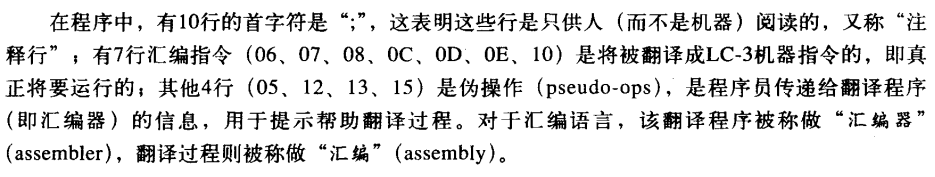 在程序中，有10行的首字符是“;”，这表明这些行是只供人（而不是机器）阅读的，又称“注
释行”；有7行汇编指令（06、07、08、0C、0D、0E、10）是将被翻译成LC-3机器指令的，即真
正将要运行的；其他4行（05、12、13、15）是伪操作（pseudo-ops），是程序员传递给翻译程序
（即汇编器）的信息，用于提示帮助翻译过程。对于汇编语言，该翻译程序被称做“汇编器”
（assembler），翻译过程则被称做“汇编”（assembly）。